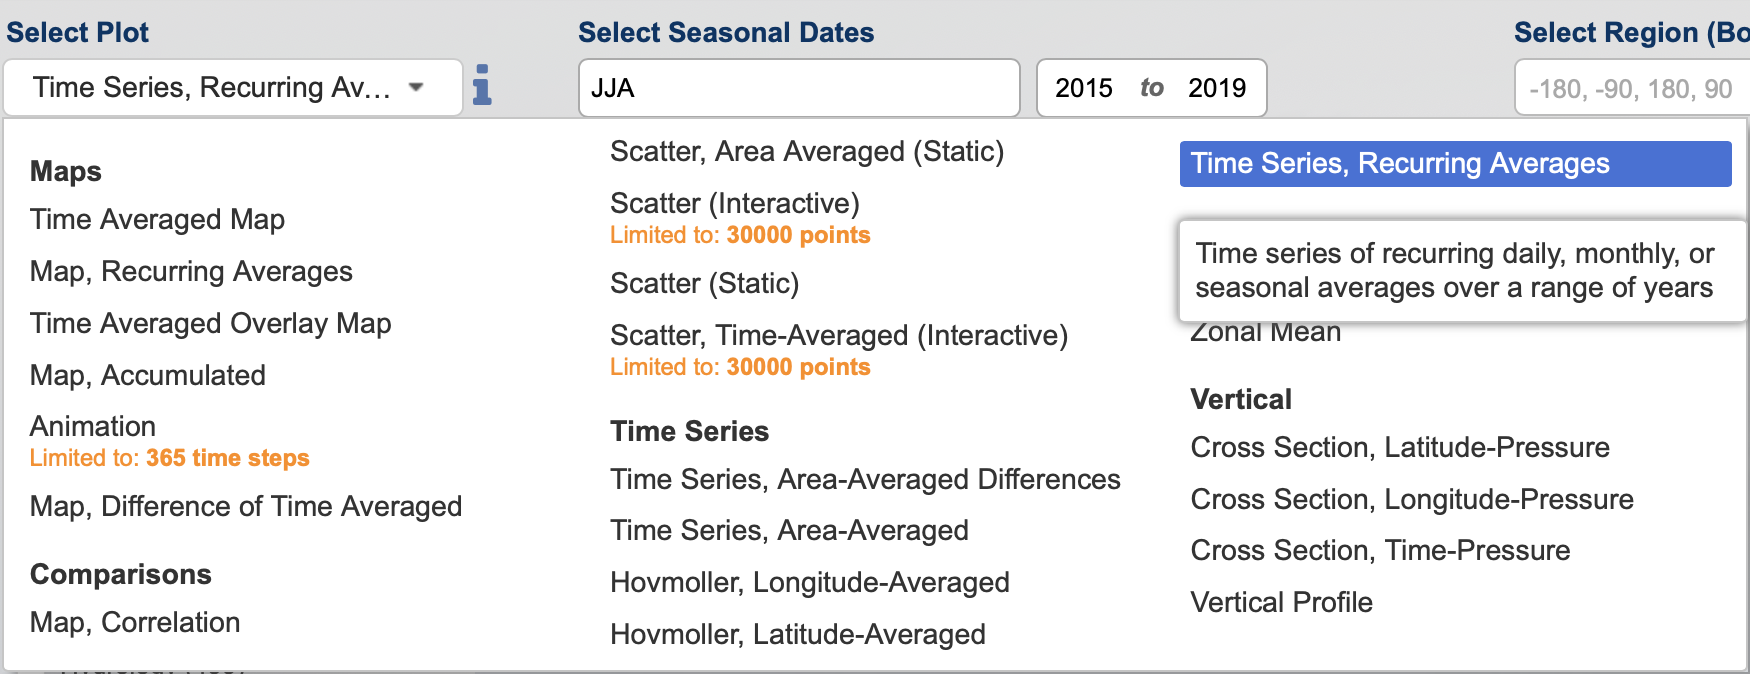 Select Plot
Select Seasonal Dates
Select Region (Bo
Time Series, Recurring Av...
JJA
2015 to 2019
-180, -90, 180, 90
Maps
Time Averaged Map
Map, Recurring Averages
Time Averaged Overlay Map
Map, Accumulated
Animation
Limited to: 365 time steps
Map, Difference of Time Averaged
Comparisons
Map, Correlation
Scatter, Area Averaged (Static)
Scatter (Interactive)
Limited to: 30000 points
Scatter (Static)
Scatter, Time-Averaged (Interactive)
Limited to: 30000 points
Time Series
Time Series, Area-Averaged Differences
Time Series, Area-Averaged
Hovmoller, Longitude-Averaged
Hovmoller, Latitude-Averaged
Time Series, Recurring Averages
Time series of recurring daily, monthly, or
seasonal averages over a range of years
Zonal Mean
Vertical
Cross Section, Latitude-Pressure
Cross Section, Longitude-Pressure
Cross Section, Time-Pressure
Vertical Profile